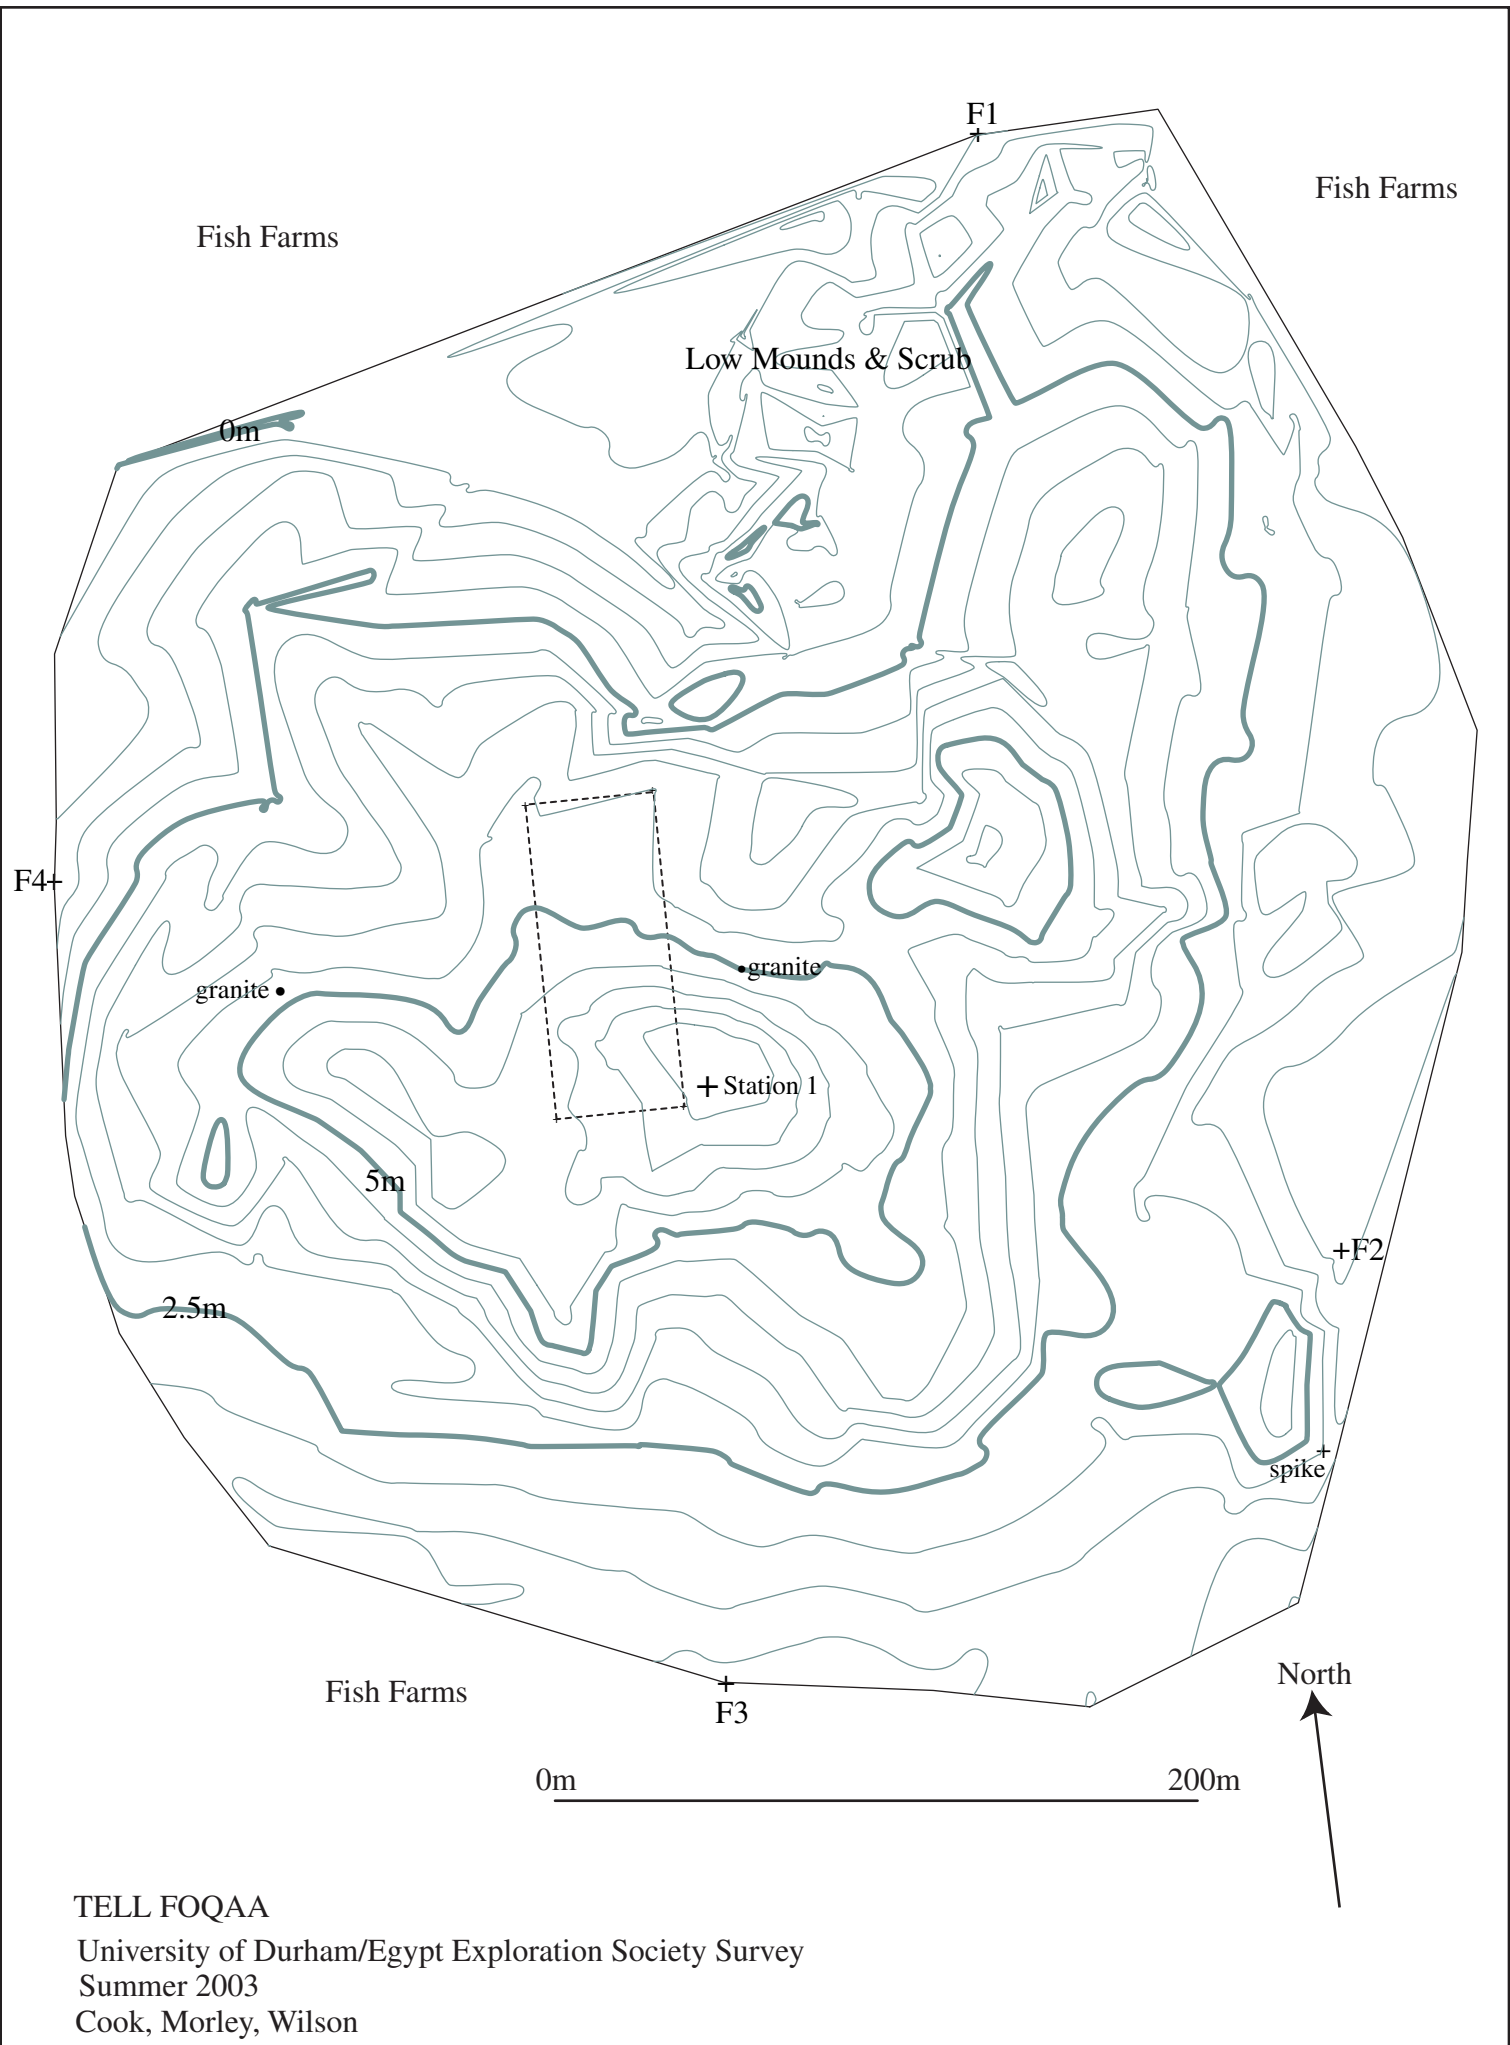 F1
Fish Farms
Fish Farms
Low Mounds & Scrub
0m
F4
granite
granite
Station 1
5m
F2
2.5m
spike
Fish Farms
F3
North
0m 200m
TELL FOQAA
University of Durham/Egypt Exploration Society Survey
Summer 2003
Cook, Morley, Wilson